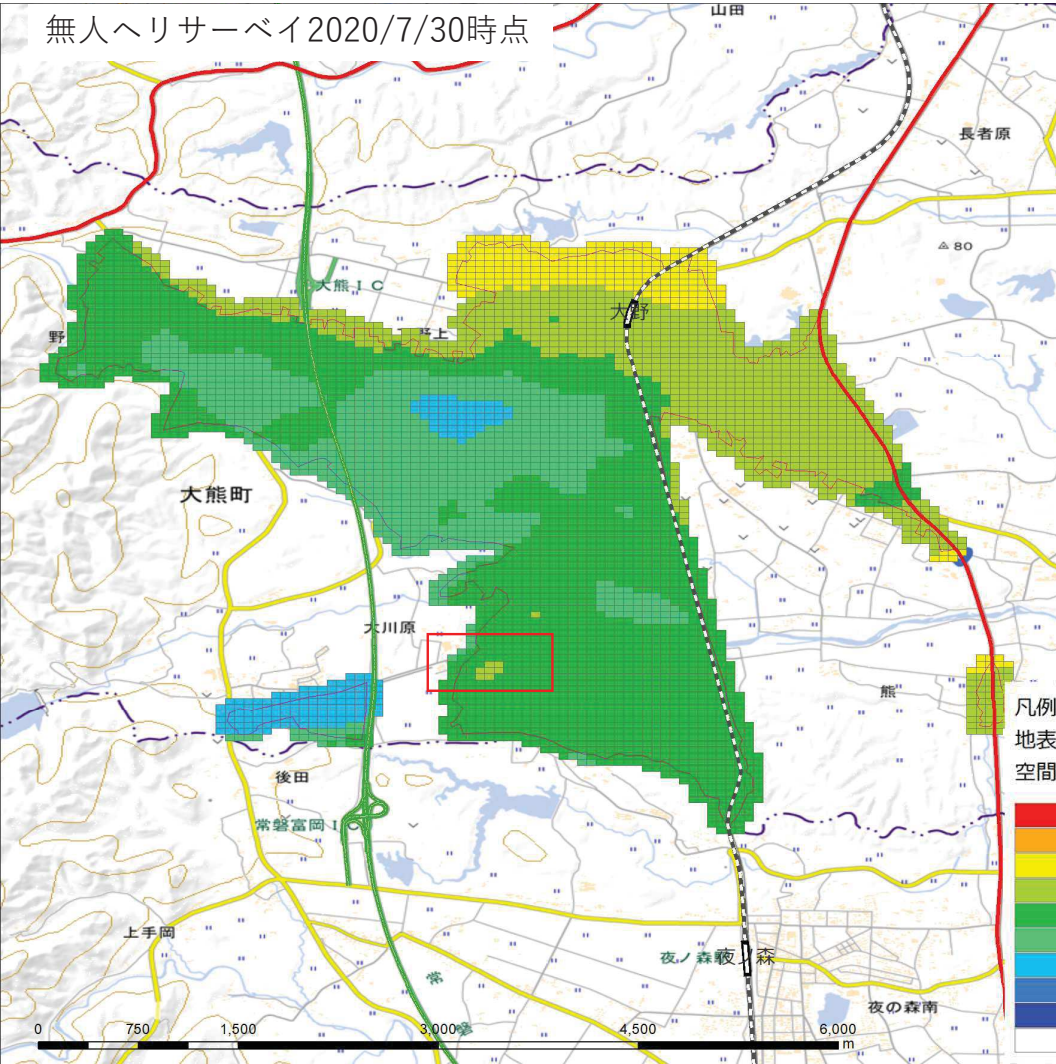 無人ヘリサーベイ2020/7/30時点
山田
長者原
80
大熊IC
大野
野上
野
大熊町
大川原
熊
凡例
地表
空間
後田
常磐富岡IC
上手岡
夜ノ森
夜ノ森
夜の森南
常
磐
0 750 1,500 3,000 4,500 6,000
m